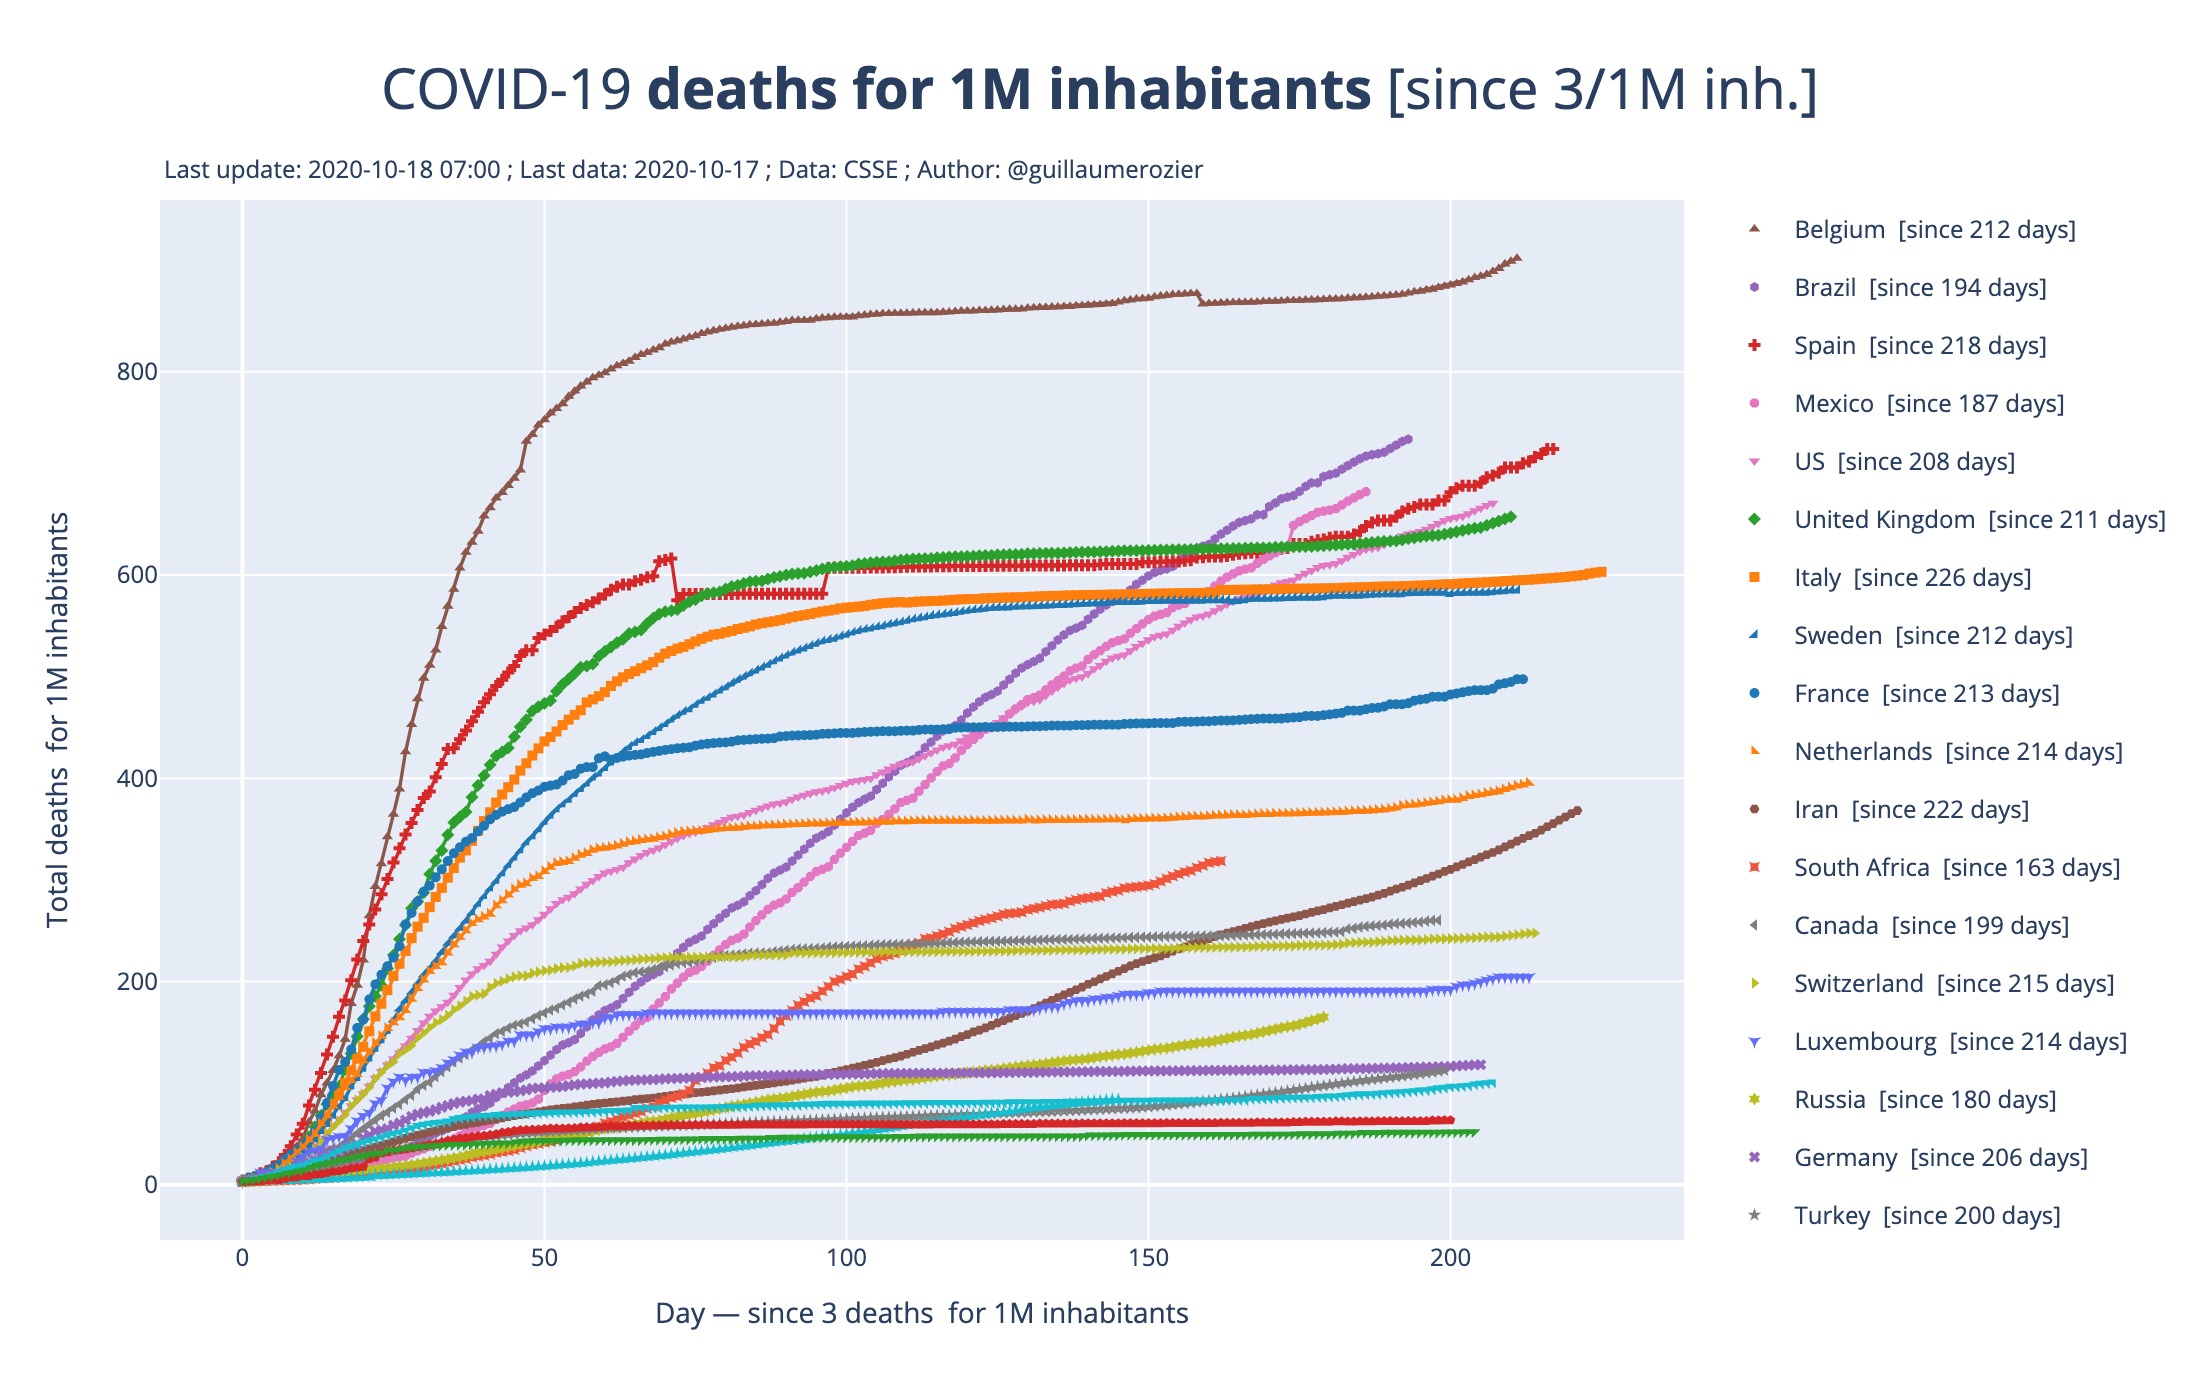 COVID-19 deaths for 1M inhabitants [since 3/1M inh.]
Last update: 2020-10-18 07:00 ; Last data: 2020-10-17 ; Data: CSSE ; Author: @guillaumerozier
Total deaths for 1M inhabitants
800
600
400
200
0
0 50 100 150 200
Day — since 3 deaths for 1M inhabitants
Belgium [since 212 days]
Brazil [since 194 days]
Spain [since 218 days]
Mexico [since 187 days]
US [since 208 days]
United Kingdom [since 211 days]
Italy [since 226 days]
Sweden [since 212 days]
France [since 213 days]
Netherlands [since 214 days]
Iran [since 222 days]
South Africa [since 163 days]
Canada [since 199 days]
Switzerland [since 215 days]
Luxembourg [since 214 days]
Russia [since 180 days]
Germany [since 206 days]
Turkey [since 200 days]